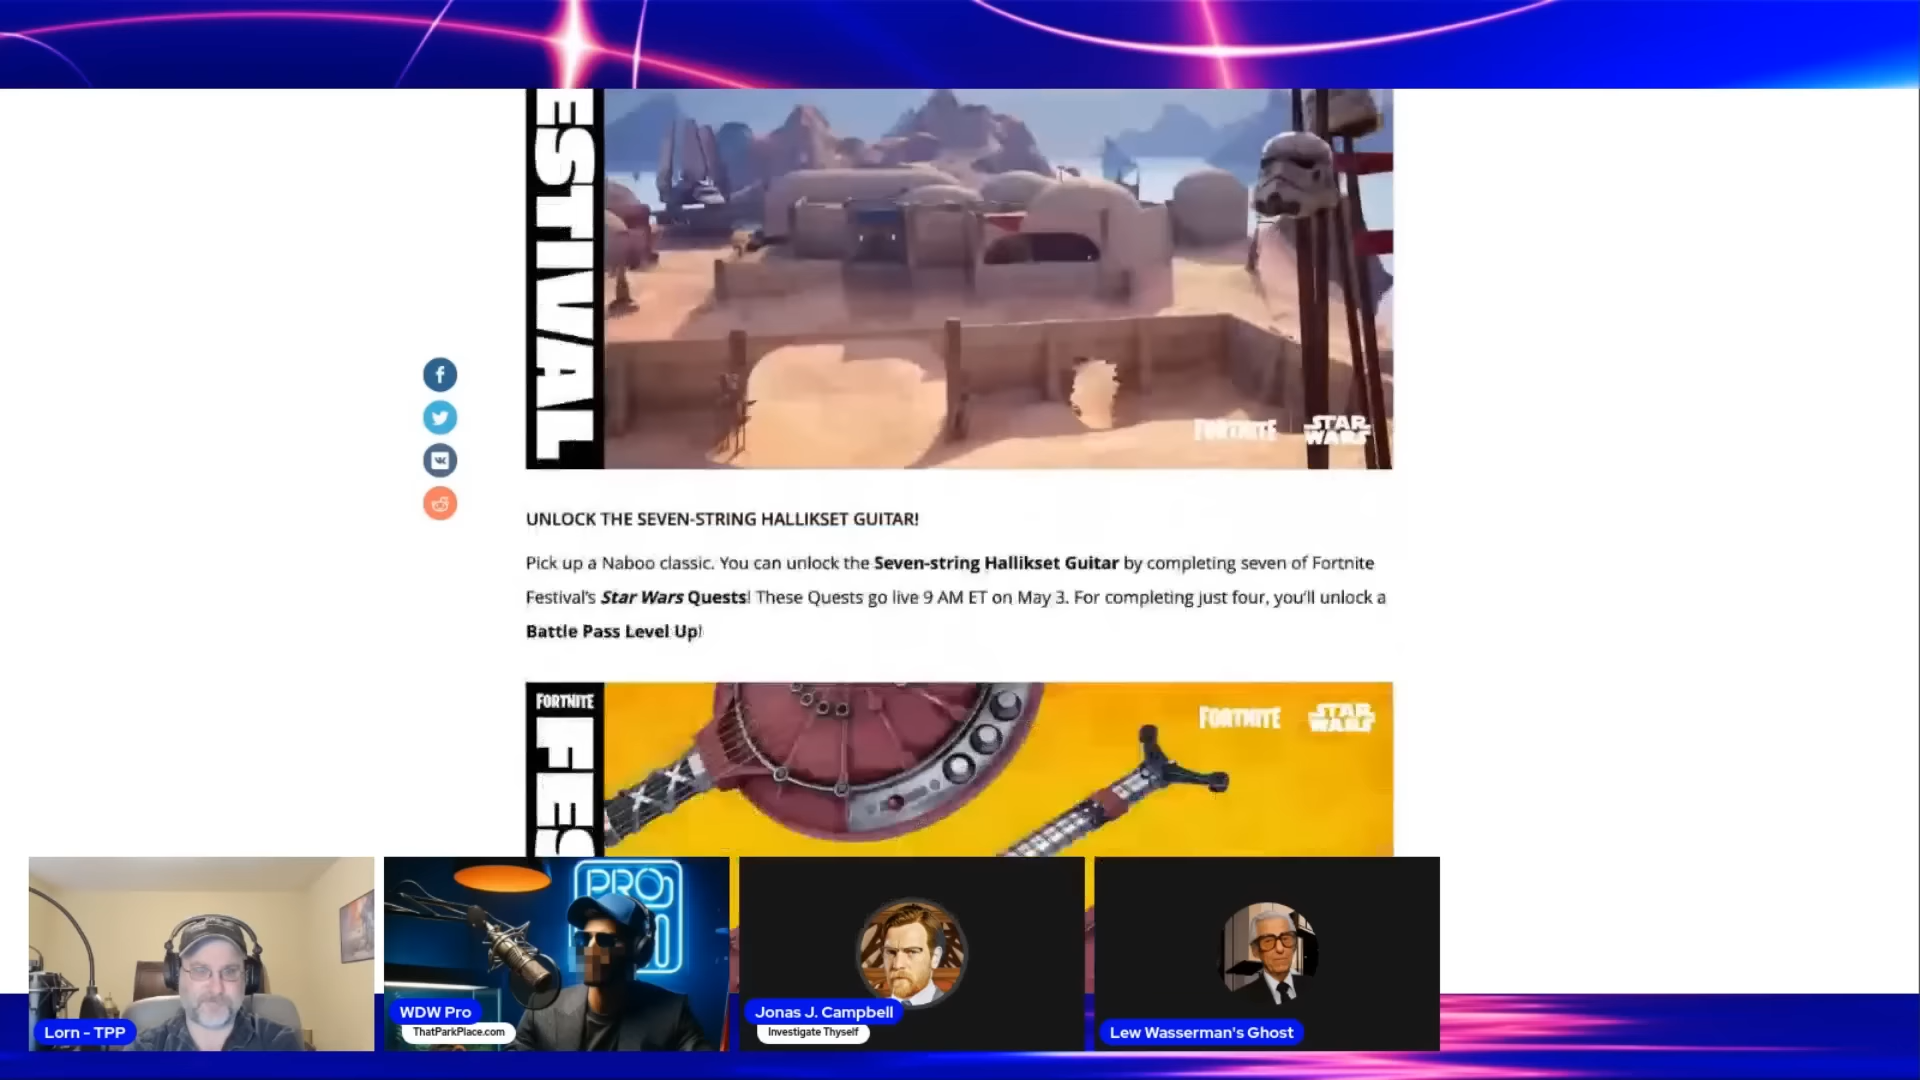 ESTIVAL
FORTNITE
STAR WARS
UNLOCK THE SEVEN-STRING HALLIKSET GUITAR!
Pick up a Naboo classic. You can unlock the Seven-string Hallikset Guitar by completing seven of Fortnite
Festival's Star Wars Quests! These Quests go live 9 AM ET on May 3. For completing just four, you'll unlock a
Battle Pass Level Up!
FORTNITE
FES
FORTNITE
STAR WARS
PRO
Lorn - TPP
WDW Pro
ThatParkPlace.com
Jonas J. Campbell
Investigate Thyself
Lew Wasserman's Ghost